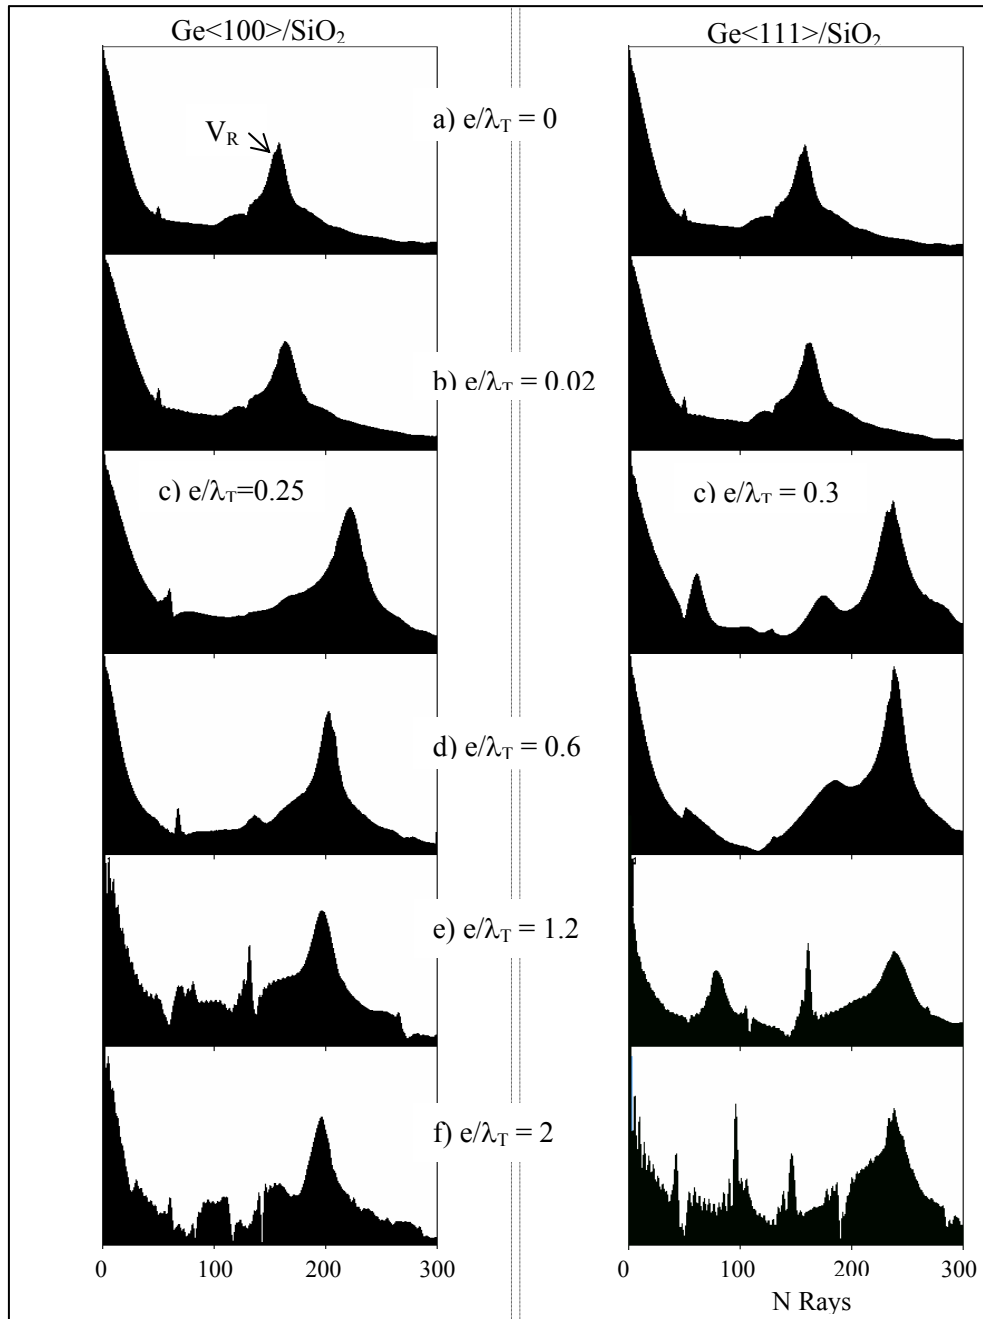 Ge<100>/SiO₂
Ge<111>/SiO₂
a) e/λT = 0
VR
b) e/λT = 0.02
c) e/λT=0.25
c) e/λT = 0.3
d) e/λT = 0.6
e) e/λT = 1.2
f) e/λT = 2
0 100 200 300
0 100 200 300
N Rays